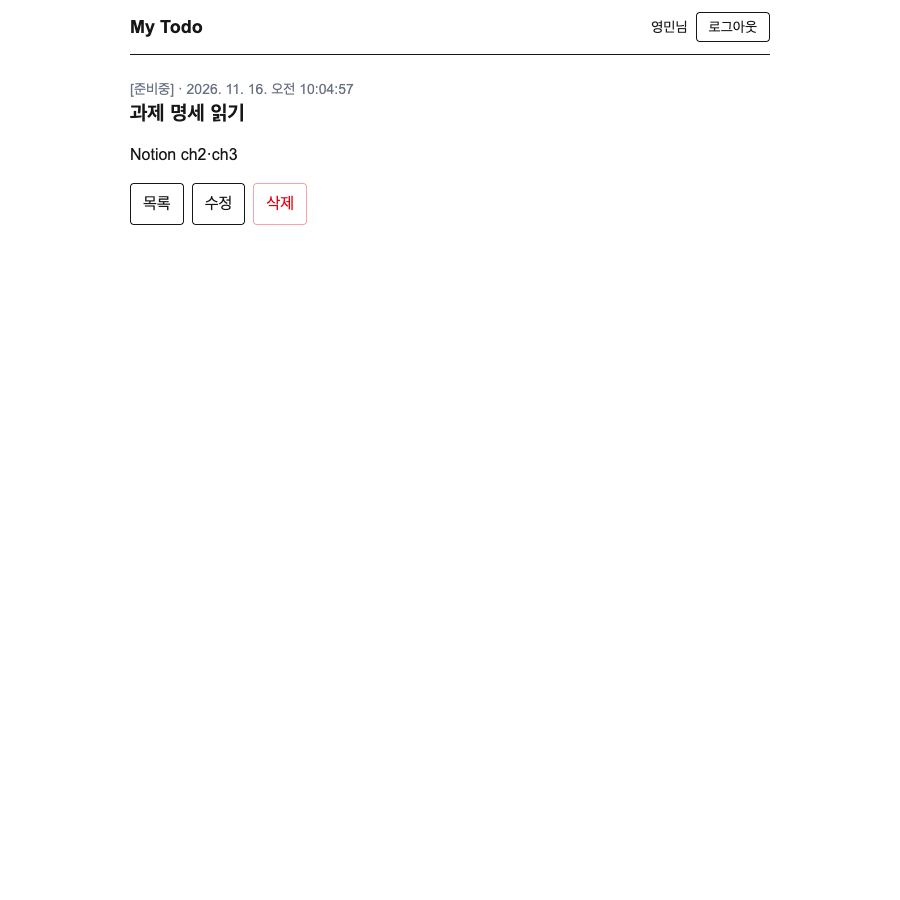 My Todo
영민님 로그아웃
[준비중] · 2026. 11. 16. 오전 10:04:57
과제 명세 읽기
Notion ch2·ch3
목록 수정 삭제